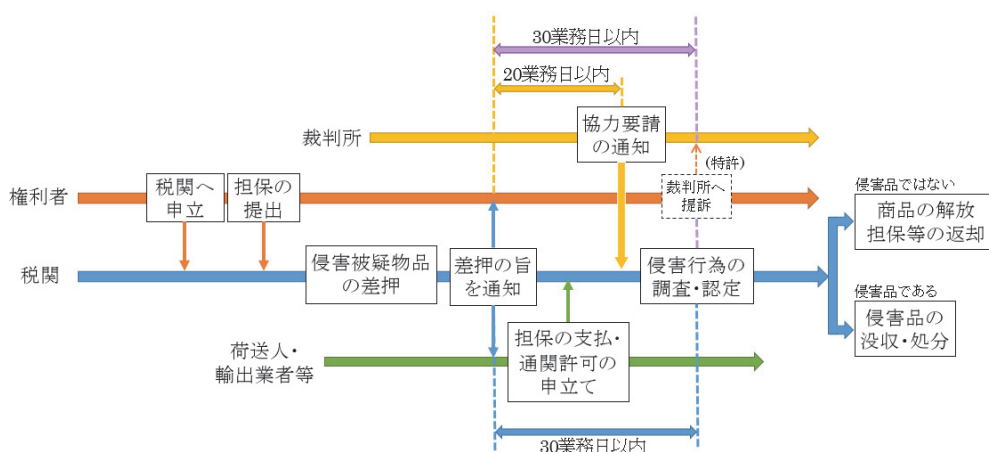 30業務日以内
20業務日以内
裁判所
協力要請
の通知
(特許)
権利者
税関へ
申立
担保の
提出
裁判所へ
提訴
侵害品ではない
商品の解放
担保等の返却
税関
侵害被疑物品
の差押
差押の旨
を通知
侵害行為の
調査・認定
侵害品である
侵害品の
没収・処分
荷送人・
輸出業者等
担保の支払・
通関許可の
申立て
30業務日以内